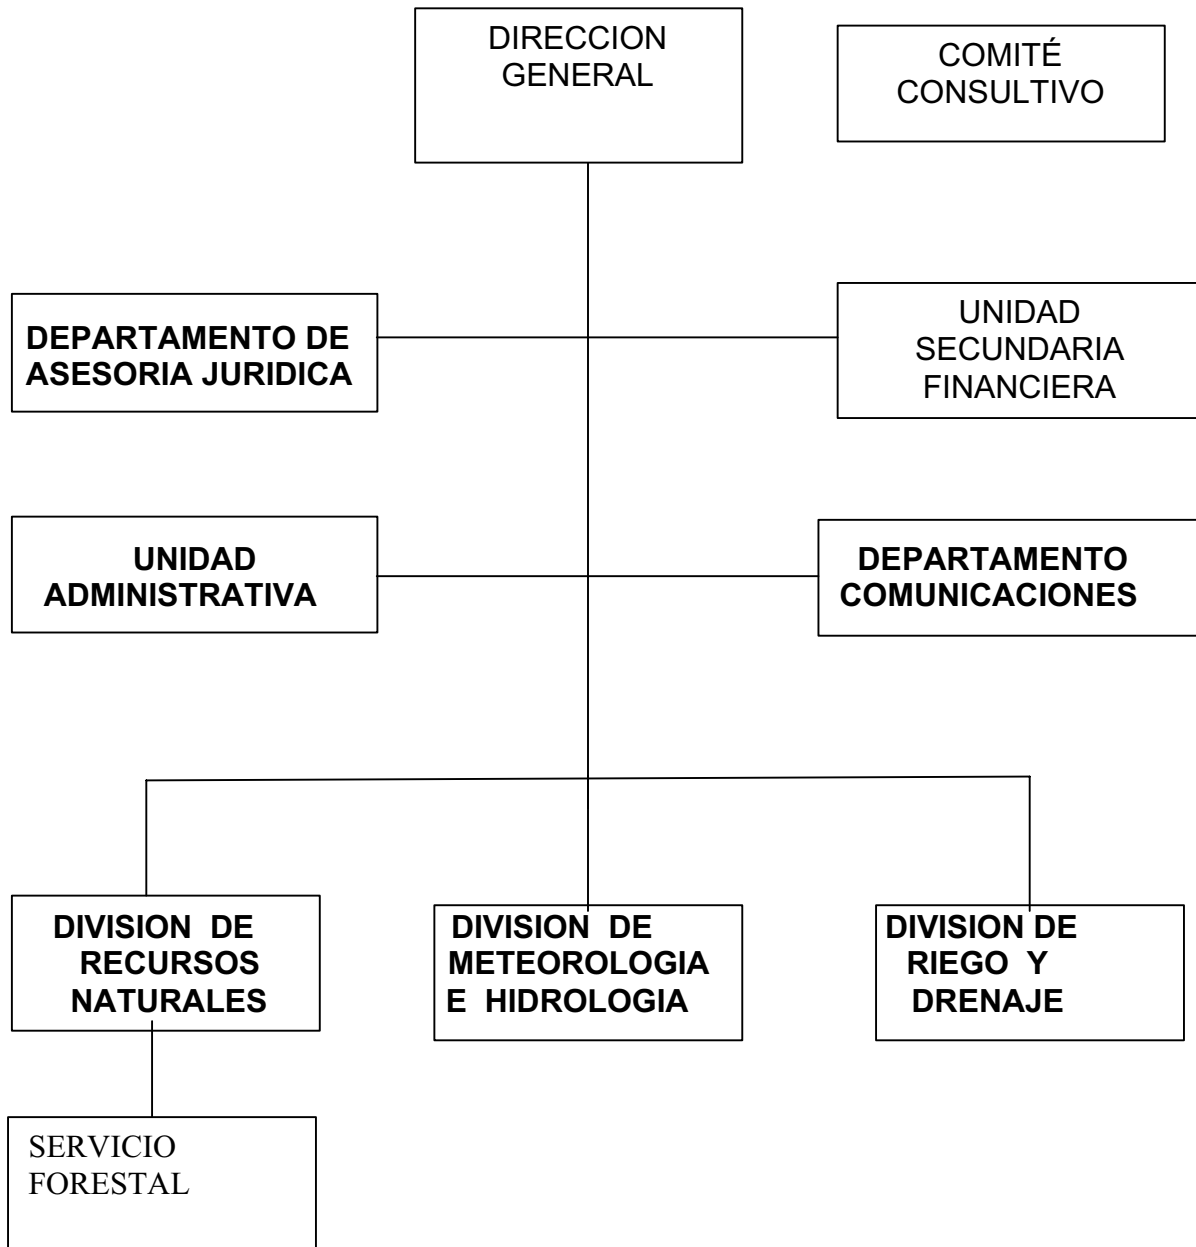 DIRECCION
GENERAL
COMITÉ
CONSULTIVO
DEPARTAMENTO DE
ASESORIA JURIDICA
UNIDAD
SECUNDARIA
FINANCIERA
UNIDAD
ADMINISTRATIVA
DEPARTAMENTO
COMUNICACIONES
DIVISION DE
RECURSOS
NATURALES
DIVISION DE
METEOROLOGIA
E HIDROLOGIA
DIVISION DE
RIEGO Y
DRENAJE
SERVICIO
FORESTAL